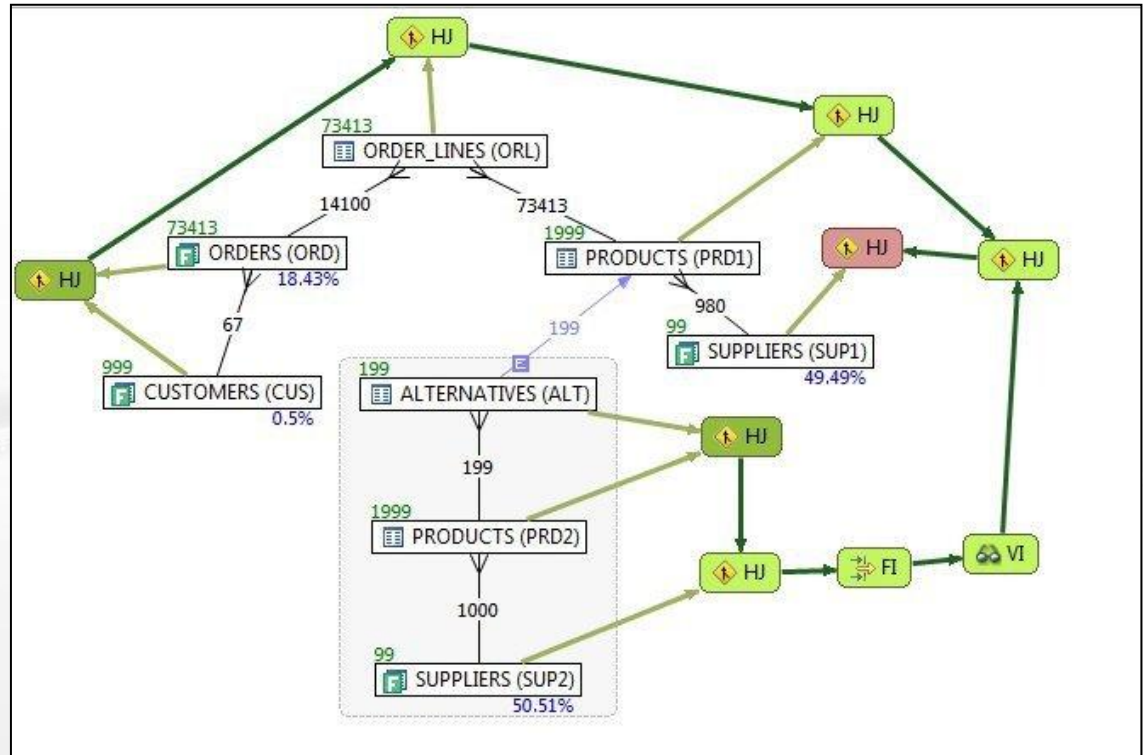 HJ
HJ
73413
ORDER_LINES (ORL)
14100
73413
73413
F ORDERS (ORD)
18.43%
1999
PRODUCTS (PRD1)
HJ
HJ
HJ
67
980
199
E
99
F SUPPLIERS (SUP1)
49.49%
999
F CUSTOMERS (CUS)
0.5%
199
ALTERNATIVES (ALT)
HJ
199
1999
PRODUCTS (PRD2)
HJ
FI
VI
1000
99
F SUPPLIERS (SUP2)
50.51%